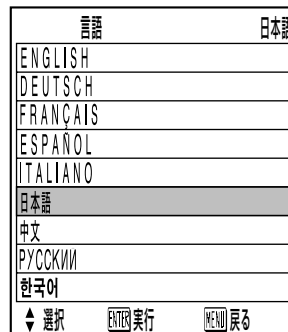 言語 日本語
ENGLISH
DEUTSCH
FRANÇAIS
ESPAÑOL
ITALIANO
日本語
中文
РУССКИЙ
한국어
選択 ENTER 実行 MENU 戻る